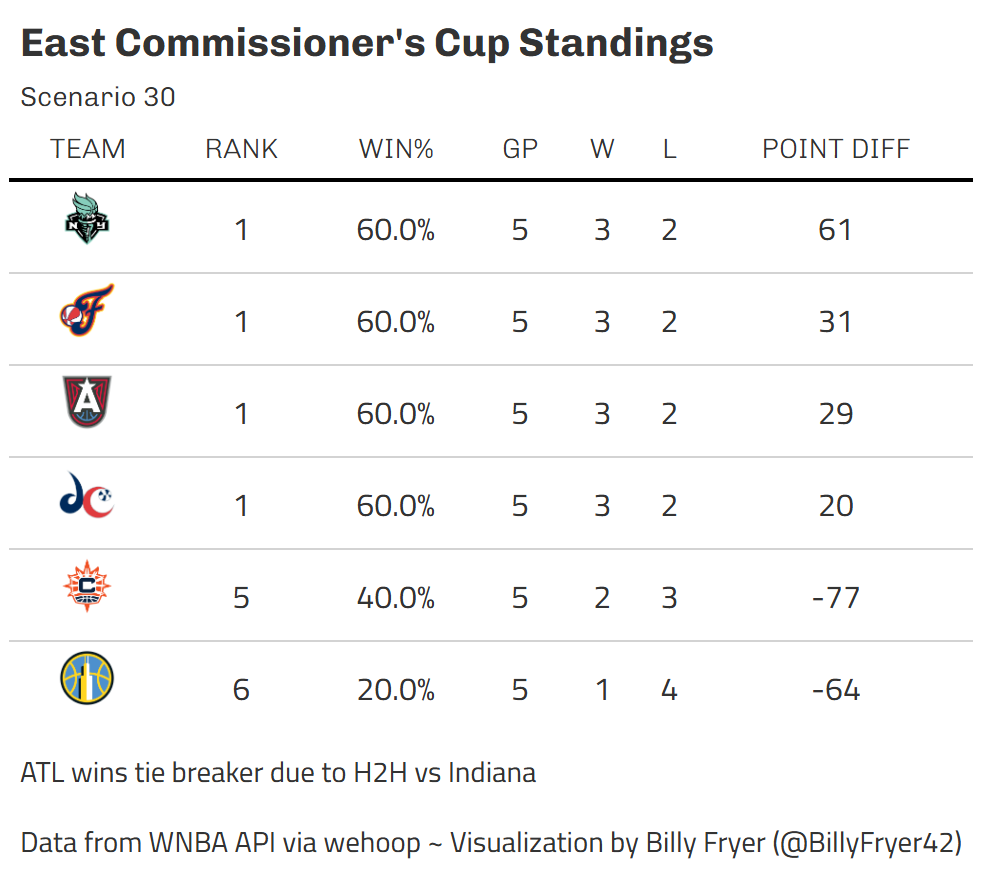 East Commissioner's Cup Standings
Scenario 30
TEAM RANK WIN% GP W L POINT DIFF
NY 1 60.0% 5 3 2 61
F 1 60.0% 5 3 2 31
A 1 60.0% 5 3 2 29
dc 1 60.0% 5 3 2 20
C 5 40.0% 5 2 3 -77
6 20.0% 5 1 4 -64
ATL wins tie breaker due to H2H vs Indiana
Data from WNBA API via wehoop ~ Visualization by Billy Fryer (@BillyFryer42)